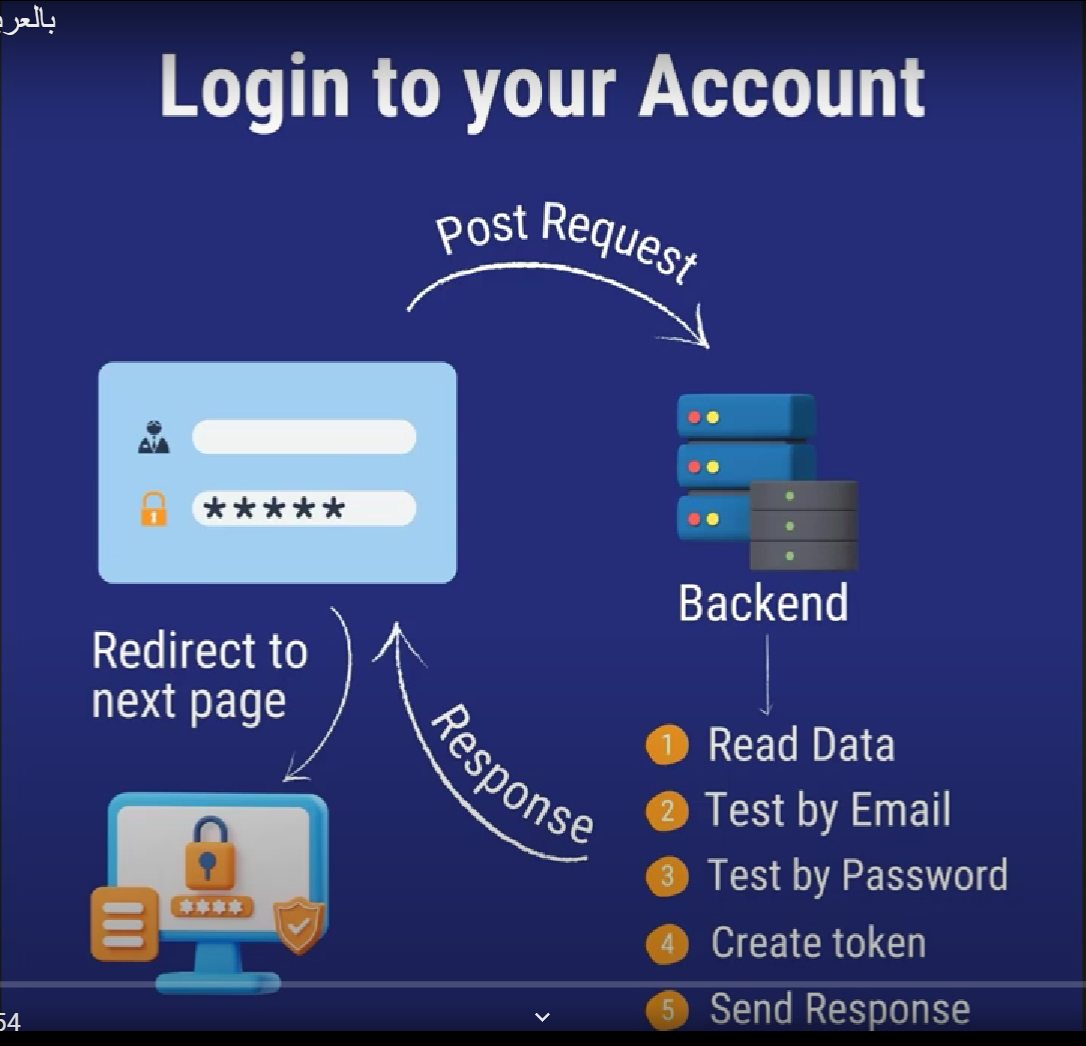 Login to your Account
Post Request
*****
Backend
Redirect to
next page
Response
1 Read Data
2 Test by Email
3 Test by Password
4 Create token
5 Send Response
****
54